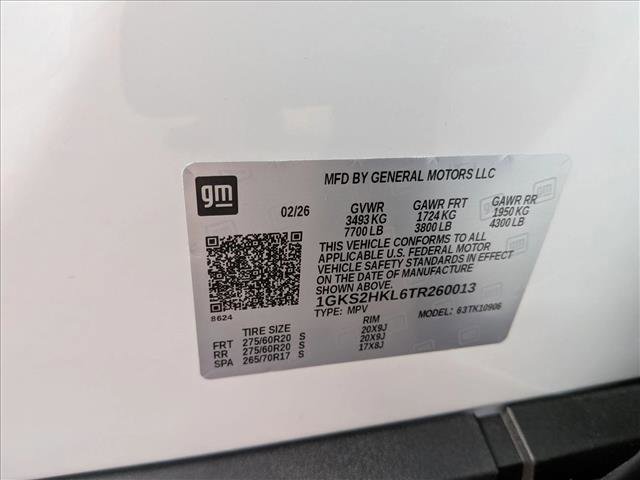 gm
MFD BY GENERAL MOTORS LLC
02/26 GVWR GAWR FRT GAWR RR
3493 KG 1724 KG 1950 KG
7700 LB 3800 LB 4300 LB
THIS VEHICLE CONFORMS TO ALL
APPLICABLE U.S. FEDERAL MOTOR
VEHICLE SAFETY STANDARDS IN EFFECT
ON THE DATE OF MANUFACTURE
SHOWN ABOVE.
1GKS2HKL6TR260013
8624 TYPE: MPV MODEL: 63TK10906
TIRE SIZE RIM
FRT 275/60R20 S 20X9J
RR 275/60R20 S 20X9J
SPA 265/70R17 S 17X8J